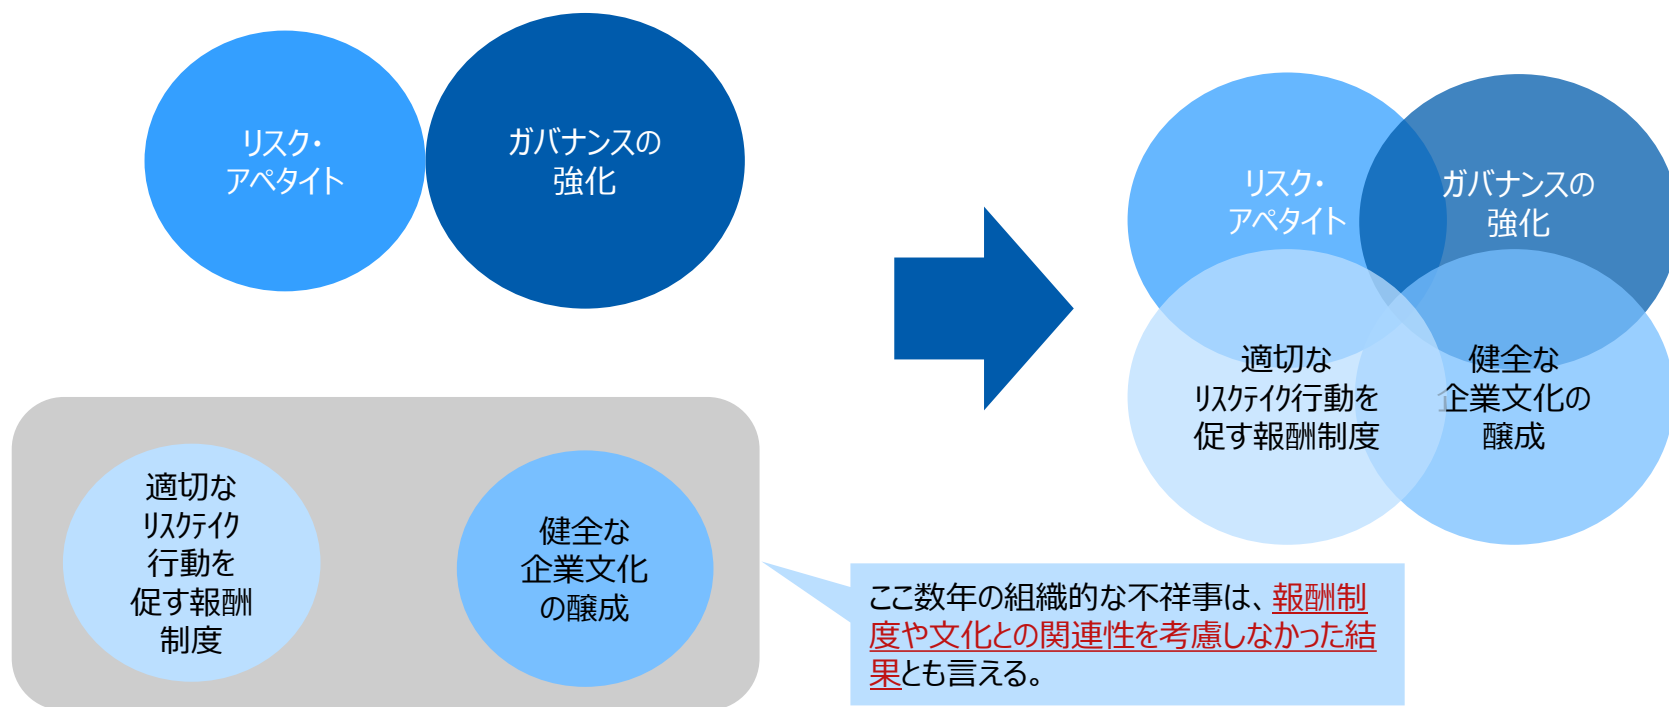 リスク・
アペタイト
ガバナンスの
強化
適切な
リスクテイク
行動を
促す報酬
制度
健全な
企業文化
の醸成
ここ数年の組織的な不祥事は、報酬制
度や文化との関連性を考慮しなかった結
果とも言える。
リスク・
アペタイト
ガバナンスの
強化
適切な
リスクテイク行動を
促す報酬制度
健全な
企業文化の
醸成